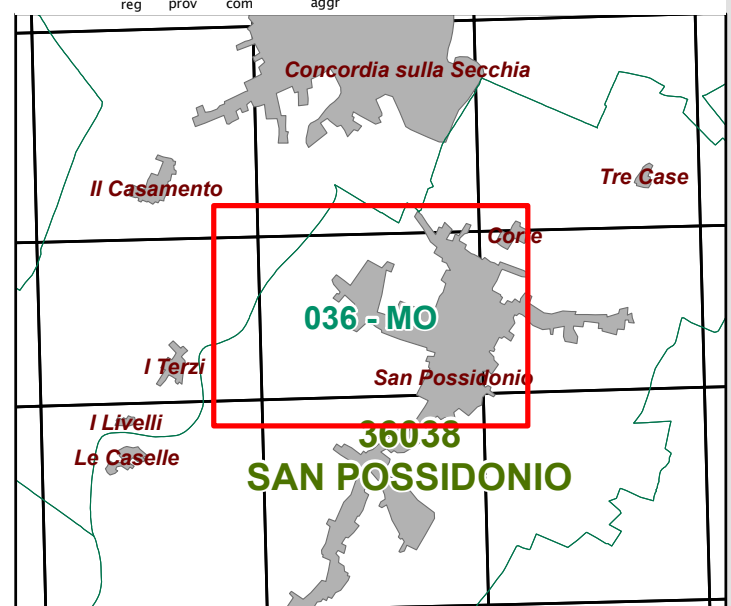 reg prov com aggr
Concordia sulla Secchia
Il Casamento
Tre Case
Corte
036 - MO
I Terzi
San Possidonio
I Livelli
36038
Le Caselle
SAN POSSIDONIO